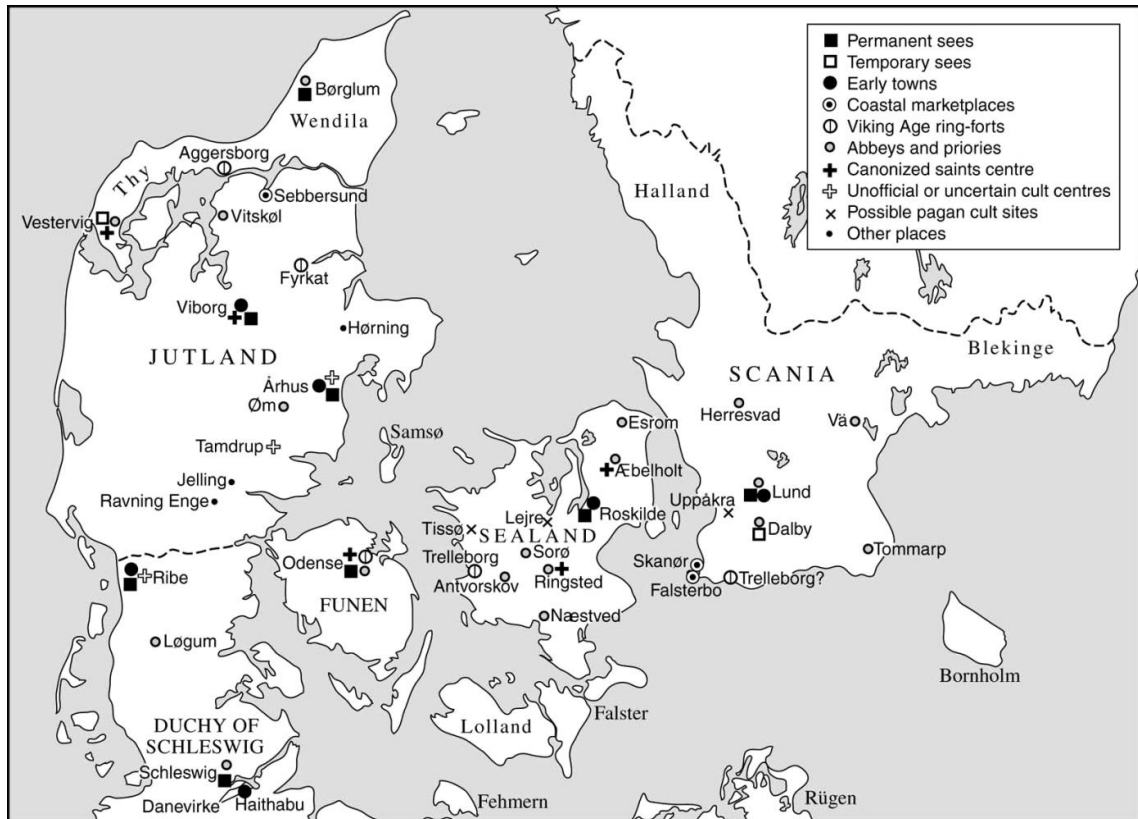 Permanent sees
Temporary sees
Early towns
Coastal marketplaces
Viking Age ring-forts
Abbeys and priories
Canonized saints centre
Unofficial or uncertain cult centres
Possible pagan cult sites
Other places
Børglum
Wendila
Aggersborg
Thy
Sebbersund
Vitskøl
Vestervig
Halland
Fyrkat
Viborg
Hørning
JUTLAND
Blekinge
SCANIA
Århus
Øm
Herresvad
Vä
Esrom
Samsø
Tamdrup
Æbelholt
Jelling
Ravning Enge
Lund
Uppåkra
Roskilde
Lejre
Tissø
SEALAND
Dalby
Trelleborg
Sorø
Tommarp
Odense
Skanør
Antvorskov
Ringsted
Falsterbo
Trelleborg?
Ribe
FUNEN
Næstved
Løgum
Bornholm
Falster
Lolland
DUCHY OF
SCHLESWIG
Schleswig
Danevirke
Haithabu
Fehmern
Rügen